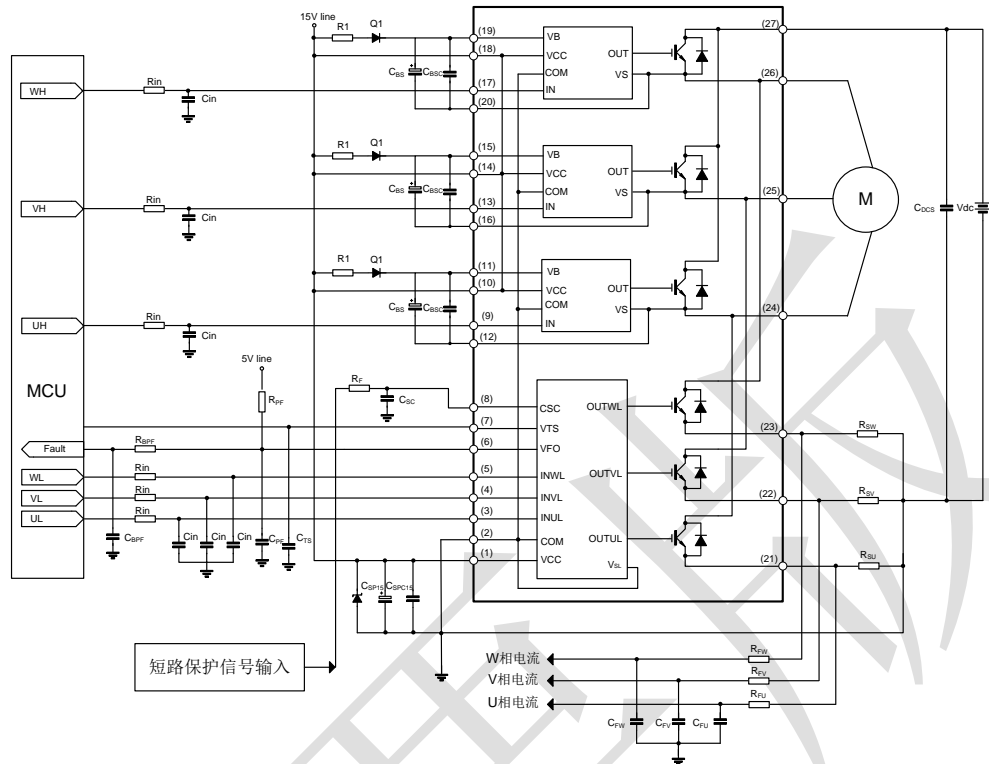 15V line
R1
Q1
(19)
VB
(18)
VCC
OUT
COM
CBS
CBSC
(17)
IN
VS
(20)
(27)
(26)
WH
Rin
Cin
R1
Q1
(15)
VB
(14)
VCC
OUT
COM
CBS
CBSC
(13)
IN
VS
(16)
(25)
M
CDCS
Vdc
VH
Rin
Cin
R1
Q1
(11)
VB
(10)
VCC
OUT
COM
CBS
CBSC
(9)
IN
VS
(12)
(24)
UH
Rin
Cin
MCU
5V line
RPF
RF
CSC
(8)
CSC
OUTWL
(7)
VTS
(6)
VFO
(23)
RSW
Fault
RBPF
(5)
INWL
OUTVL
WL
Rin
(4)
INVL
(22)
RSV
VL
Rin
(3)
INUL
UL
Rin
(2)
COM
OUTUL
CBPF
Cin
Cin
Cin
CPF
CTS
(1)
VCC
VSL
(21)
RSU
CSP15
CSPC15
短路保护信号输入
W相电流
RFW
V相电流
RFV
U相电流
RFU
CFW
CFV
CFU